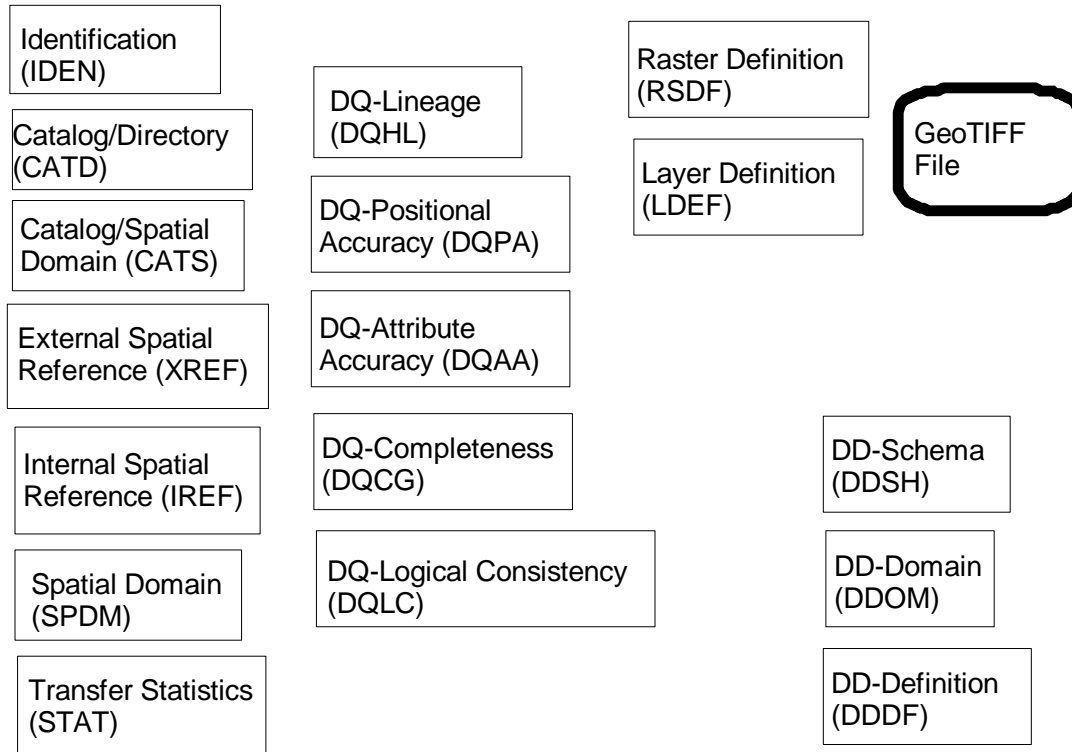 Identification
(IDEN)
Catalog/Directory
(CATD)
Catalog/Spatial
Domain (CATS)
External Spatial
Reference (XREF)
Internal Spatial
Reference (IREF)
Spatial Domain
(SPDM)
Transfer Statistics
(STAT)
DQ-Lineage
(DQHL)
DQ-Positional
Accuracy (DQPA)
DQ-Attribute
Accuracy (DQAA)
DQ-Completeness
(DQCG)
DQ-Logical Consistency
(DQLC)
Raster Definition
(RSDF)
Layer Definition
(LDEF)
GeoTIFF
File
DD-Schema
(DDSH)
DD-Domain
(DDOM)
DD-Definition
(DDDF)